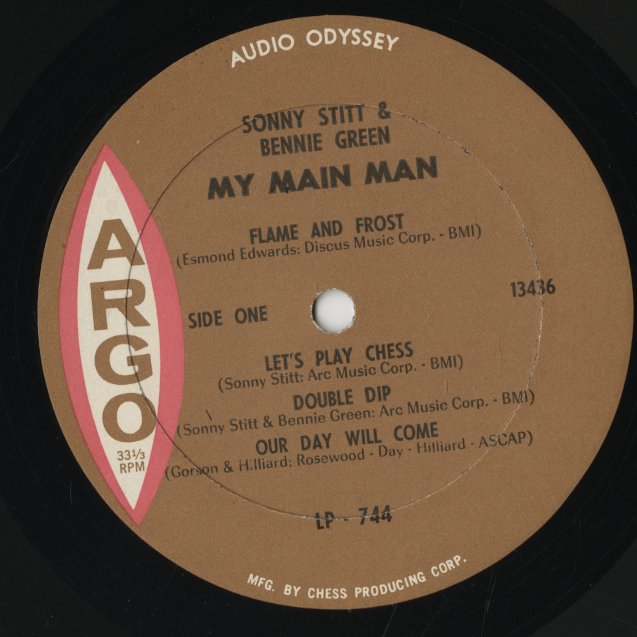 AUDIO ODYSSEY
SONNY STITT &
BENNIE GREEN
MY MAIN MAN
FLAME AND FROST
(Esmond Edwards: Discus Music Corp. - BMI)
ARGO
33⅓
RPM
SIDE ONE
13436
LET'S PLAY CHESS
(Sonny Stitt: Arc Music Corp. - BMI)
DOUBLE DIP
(Sonny Stitt & Bennie Green: Arc Music Corp. - BMI)
OUR DAY WILL COME
(Gorson & Hilliard: Rosewood - Day - Hilliard - ASCAP)
LP - 744
MFG. BY CHESS PRODUCING CORP.